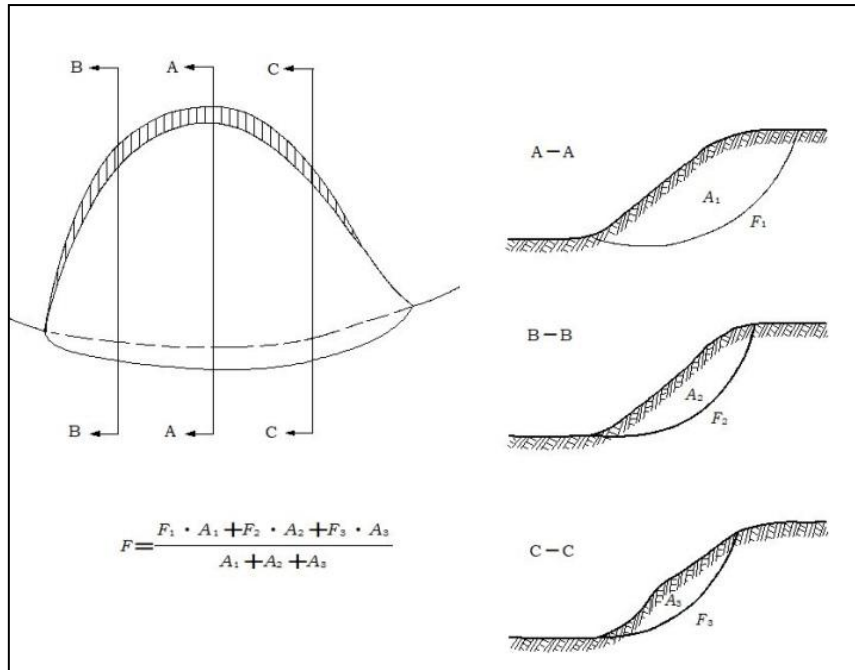 B A C
A－A
A₁
F₁
B－B
A₂
F₂
B A C
C－C
A₃
F₃
F = (F₁ · A₁ + F₂ · A₂ + F₃ · A₃) / (A₁ + A₂ + A₃)